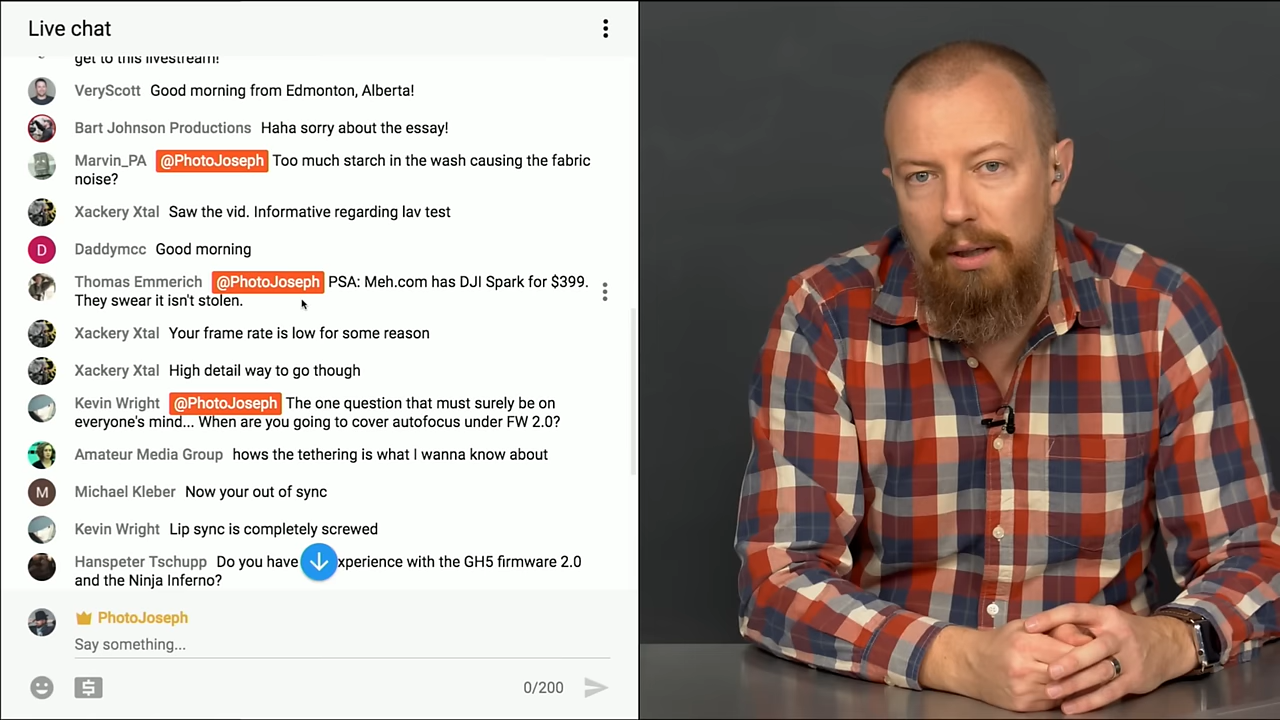 Live chat
get to this livestream!
VeryScott Good morning from Edmonton, Alberta!
Bart Johnson Productions Haha sorry about the essay!
Marvin_PA @PhotoJoseph Too much starch in the wash causing the fabric
noise?
Xackery Xtal Saw the vid. Informative regarding lav test
D Daddymcc Good morning
Thomas Emmerich @PhotoJoseph PSA: Meh.com has DJI Spark for $399.
They swear it isn't stolen.
Xackery Xtal Your frame rate is low for some reason
Xackery Xtal High detail way to go though
Kevin Wright @PhotoJoseph The one question that must surely be on
everyone's mind... When are you going to cover autofocus under FW 2.0?
Amateur Media Group hows the tethering is what I wanna know about
M Michael Kleber Now your out of sync
Kevin Wright Lip sync is completely screwed
Hanspeter Tschupp Do you have xperience with the GH5 firmware 2.0
and the Ninja Inferno?
PhotoJoseph
Say something...
0/200